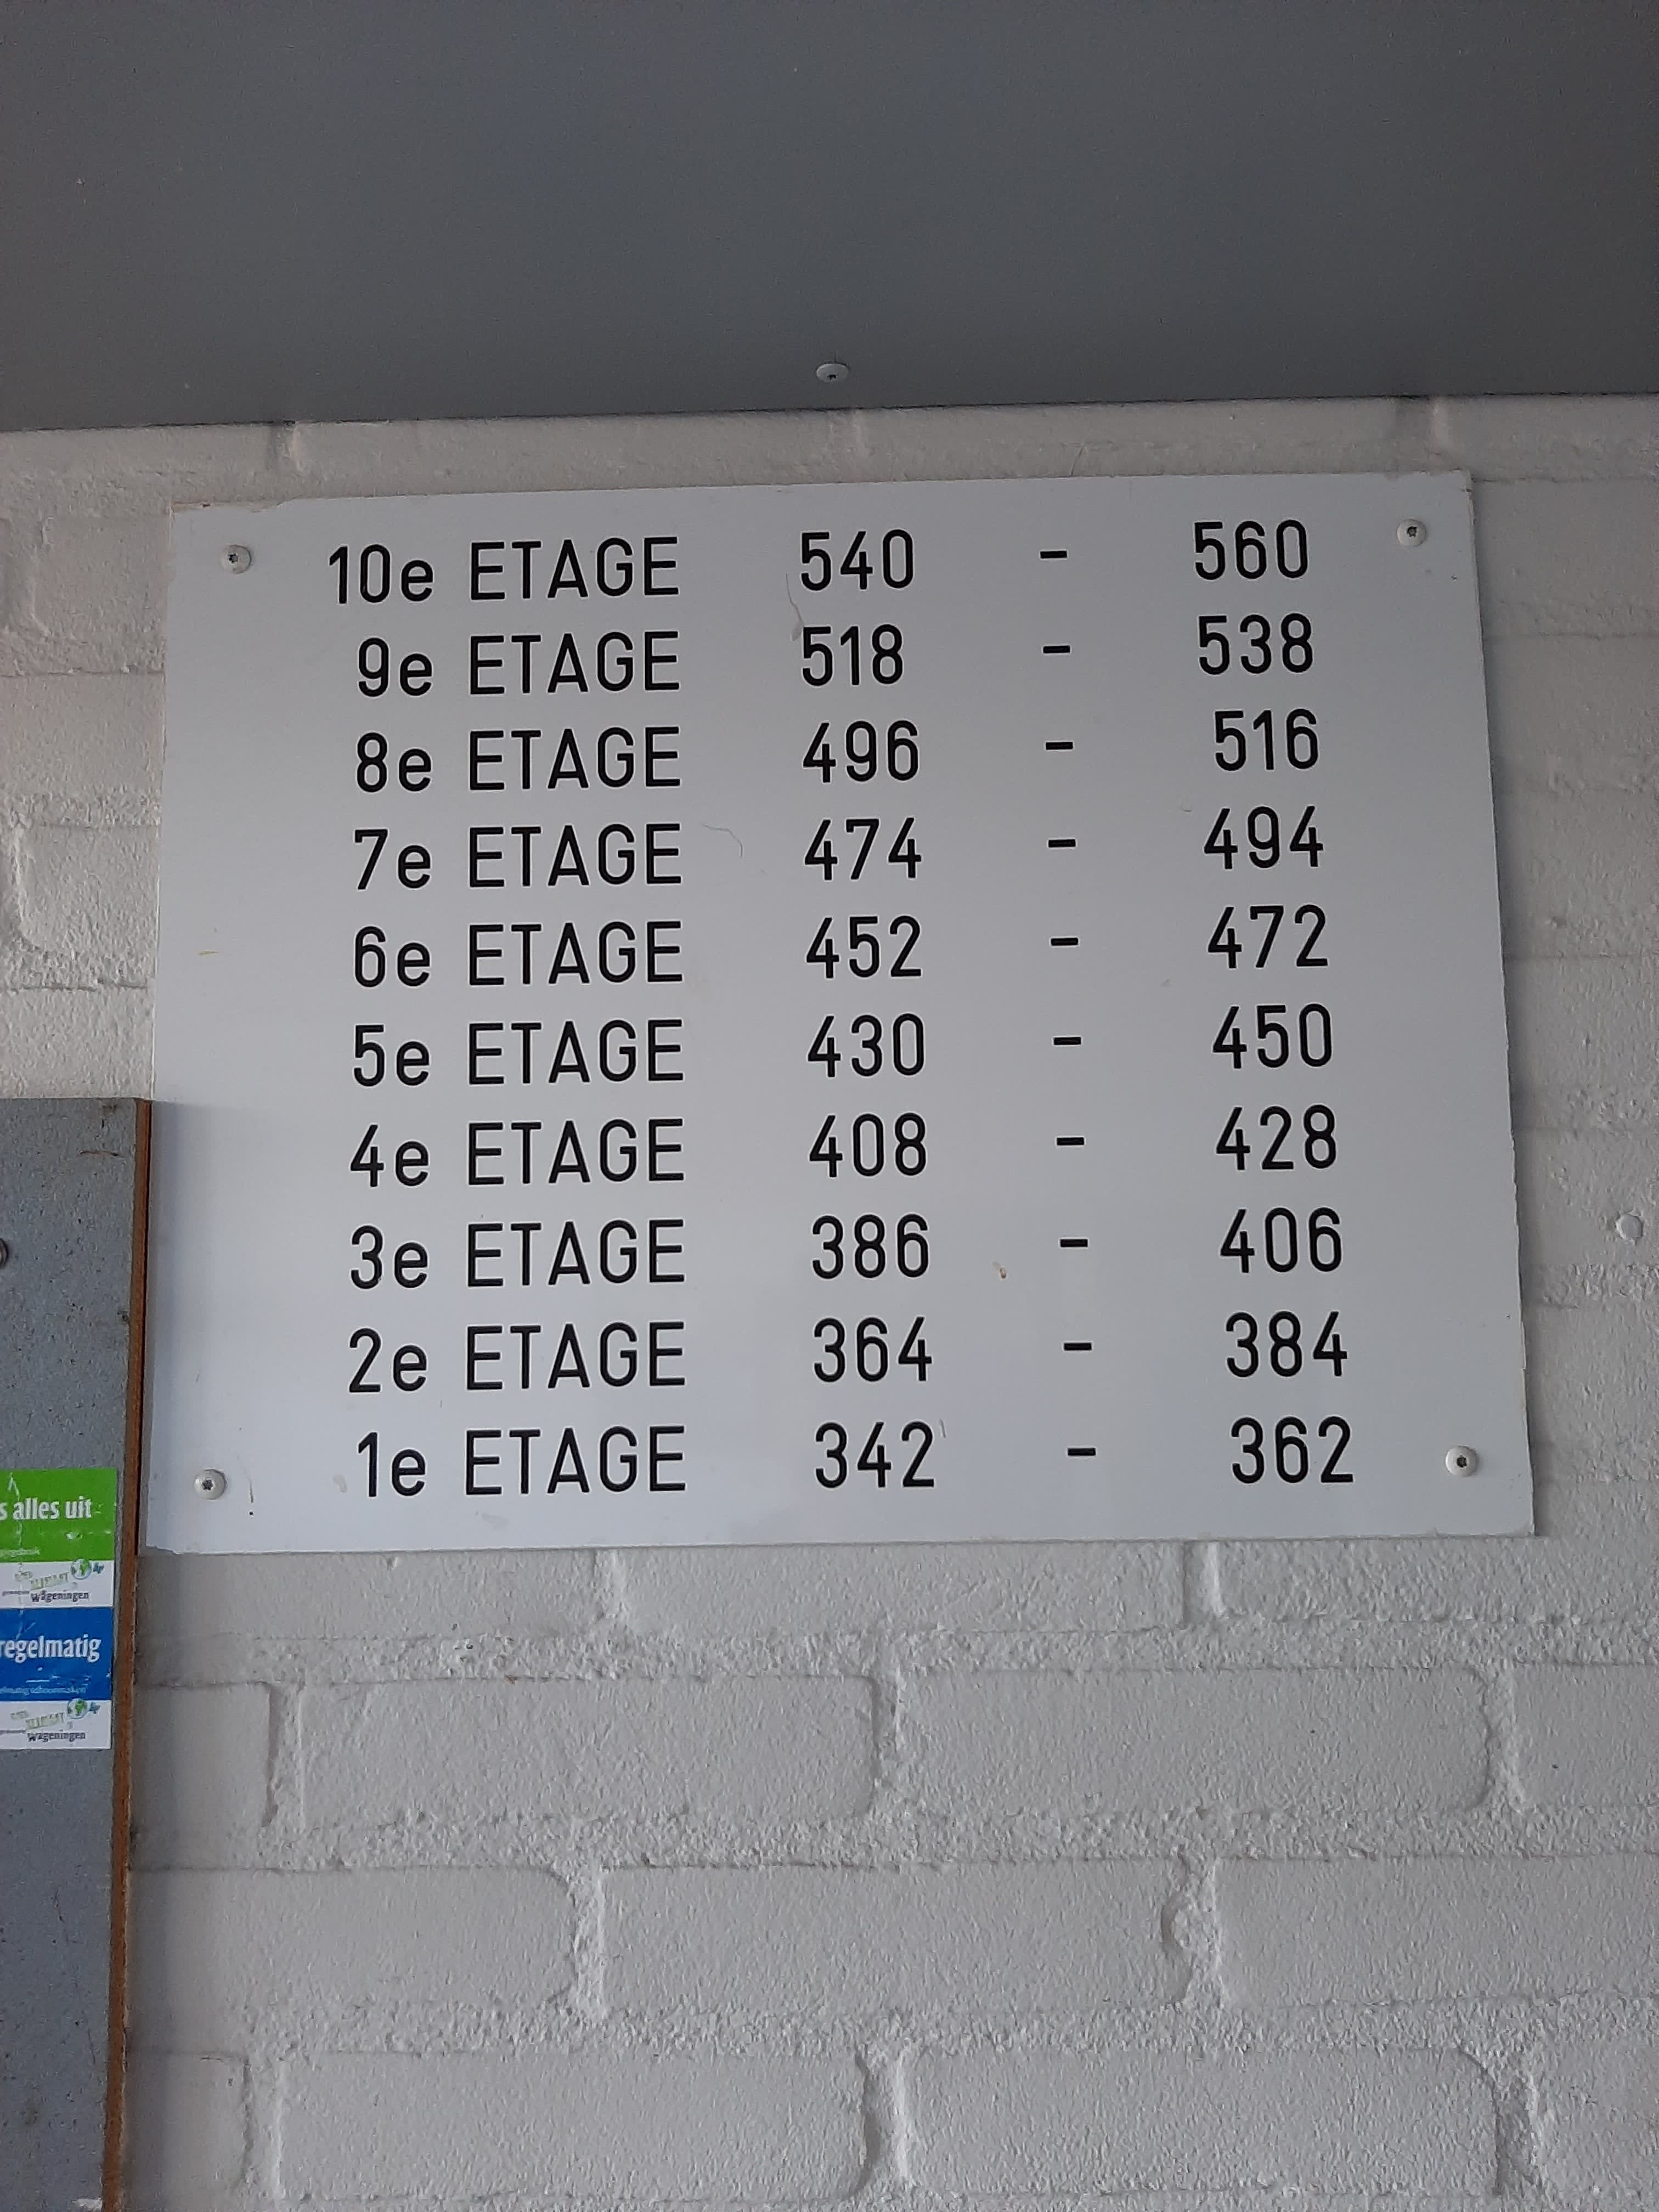 10e ETAGE 540 - 560
9e ETAGE 518 - 538
8e ETAGE 496 - 516
7e ETAGE 474 - 494
6e ETAGE 452 - 472
5e ETAGE 430 - 450
4e ETAGE 408 - 428
3e ETAGE 386 - 406
2e ETAGE 364 - 384
1e ETAGE 342 - 362
alles uit
Wageningen
regelmatig
Wageningen